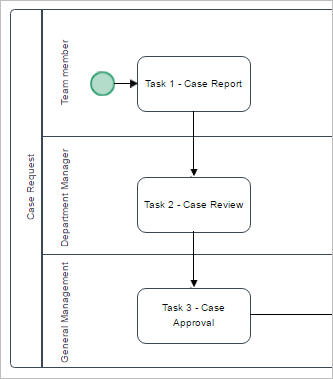 Case Request
Team member
Task 1 - Case Report
Department Manager
Task 2 - Case Review
General Management
Task 3 - Case
Approval